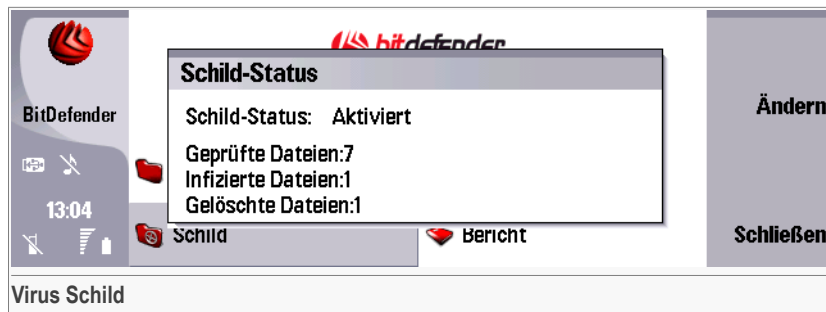 bitdefender
BitDefender
13:04
Schild-Status
Schild-Status: Aktiviert
Geprüfte Dateien:7
Infizierte Dateien:1
Gelöschte Dateien:1
Schild
Bericht
Ändern
Schließen
Virus Schild